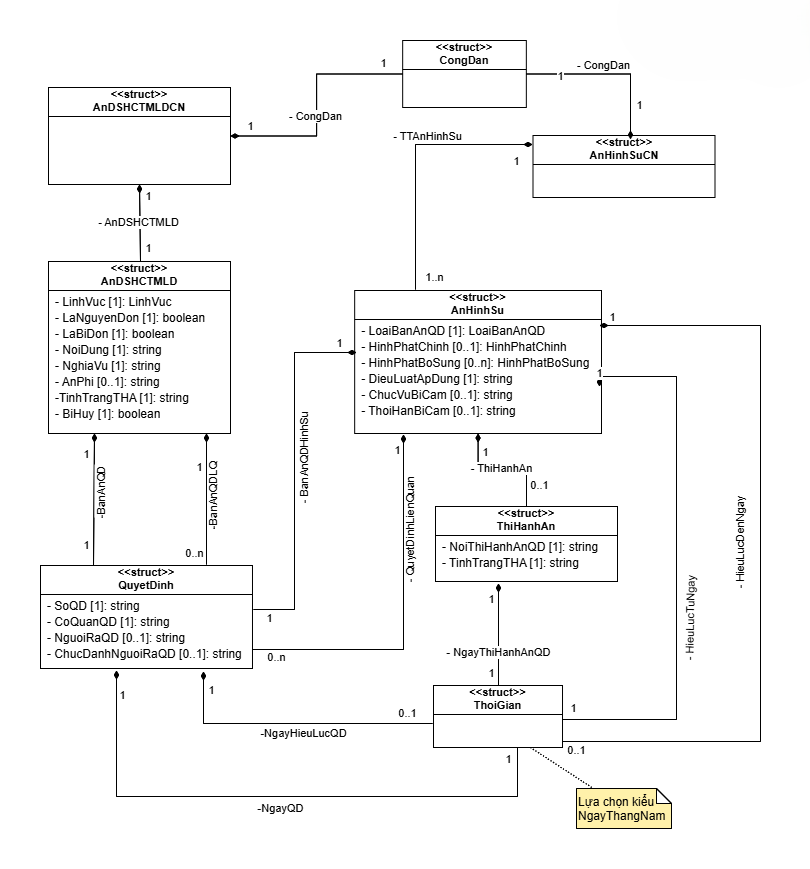 <<struct>>
CongDan
1
- CongDan
1
1
- CongDan
1
<<struct>>
AnDSHCTMLDCN
<<struct>>
AnHinhSuCN
- TTAnHinhSu
1
1..n
1
- AnDSHCTMLD
1
<<struct>>
AnDSHCTMLD
- LinhVuc [1]: LinhVuc
- LaNguyenDon [1]: boolean
- LaBiDon [1]: boolean
- NoiDung [1]: string
- NghiaVu [1]: string
- AnPhi [0..1]: string
-TinhTrangTHA [1]: string
- BiHuy [1]: boolean
<<struct>>
AnHinhSu
- LoaiBanAnQD [1]: LoaiBanAnQD
- HinhPhatChinh [0..1]: HinhPhatChinh
- HinhPhatBoSung [0..n]: HinhPhatBoSung
- DieuLuatApDung [1]: string
- ChucVuBiCam [0..1]: string
- ThoiHanBiCam [0..1]: string
1
1
1
1
-BanAnQD
1
1
-BanAnQDLQ
0..n
- BanAnQDHinhSu
1
1
- QuyetDinhLienQuan
0..n
1
- ThiHanhAn
0..1
<<struct>>
ThiHanhAn
- NoiThiHanhAnQD [1]: string
- TinhTrangTHA [1]: string
- HieuLucDenNgay
- HieuLucTuNgay
<<struct>>
QuyetDinh
- SoQD [1]: string
- CoQuanQD [1]: string
- NguoiRaQD [0..1]: string
- ChucDanhNguoiRaQD [0..1]: string
1
- NgayThiHanhAnQD
1
<<struct>>
ThoiGian
1
0..1
1
1
0..1
-NgayHieuLucQD
1
-NgayQD
Lựa chọn kiểu
NgayThangNam